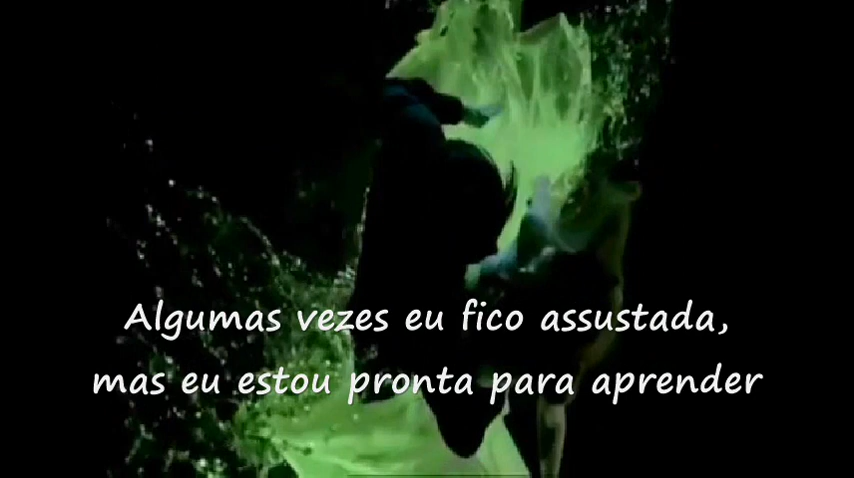 Algumas vezes eu fico assustada,
mas eu estou pronta para aprender